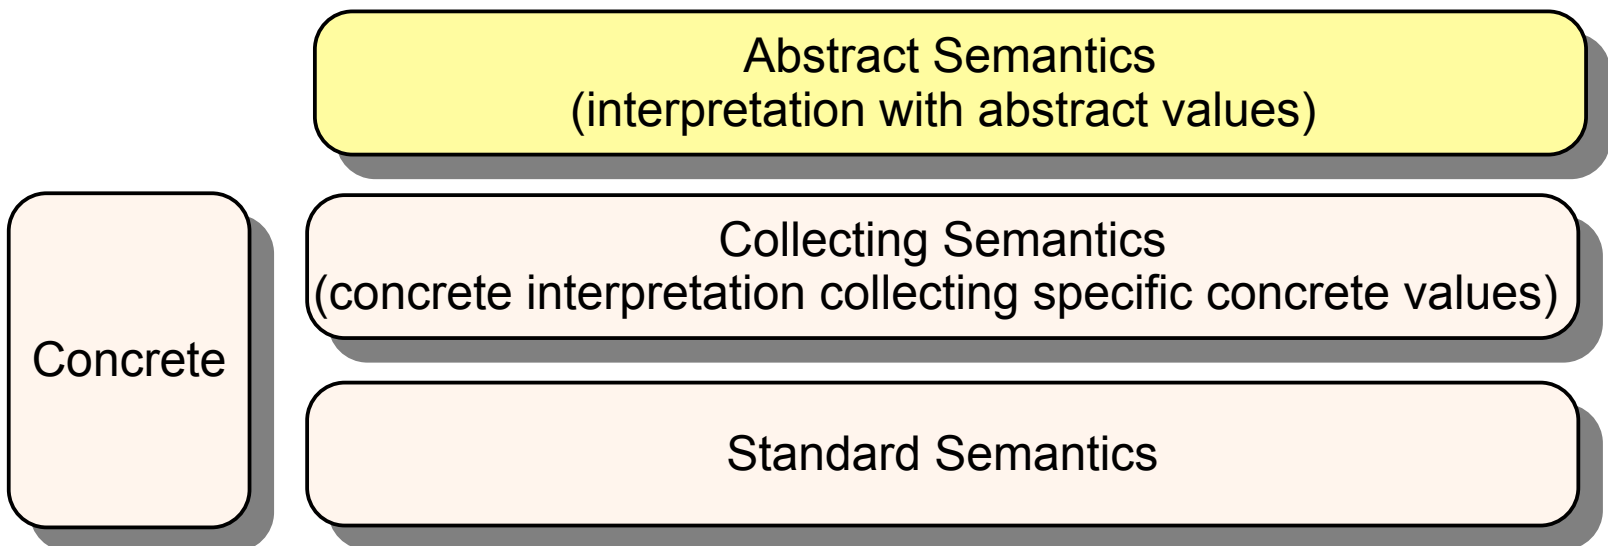 Abstract Semantics
(interpretation with abstract values)
Collecting Semantics
(concrete interpretation collecting specific concrete values)
Concrete
Standard Semantics